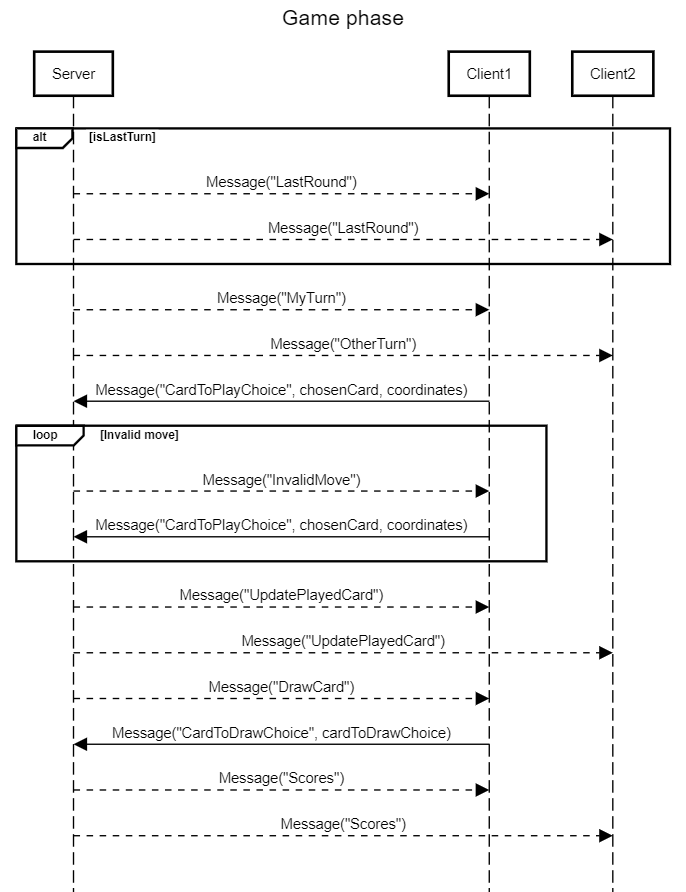 Game phase
Server
Client1
Client2
alt
[isLastTurn]
Message("LastRound")
Message("LastRound")
Message("MyTurn")
Message("OtherTurn")
Message("CardToPlayChoice", chosenCard, coordinates)
loop
[Invalid move]
Message("InvalidMove")
Message("CardToPlayChoice", chosenCard, coordinates)
Message("UpdatePlayedCard")
Message("UpdatePlayedCard")
Message("DrawCard")
Message("CardToDrawChoice", cardToDrawChoice)
Message("Scores")
Message("Scores")